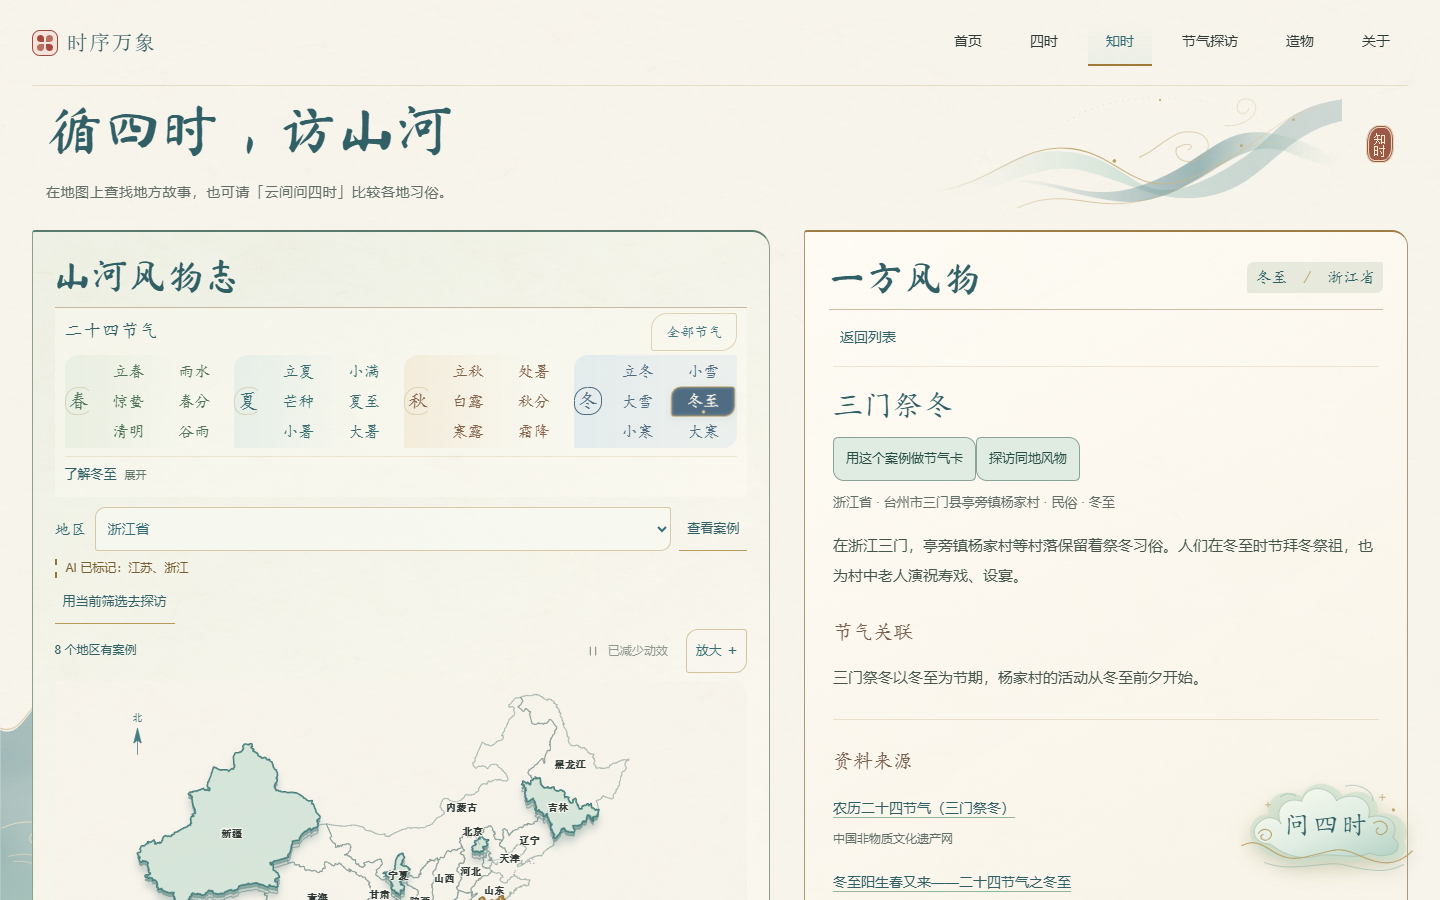 时序万象
首页
四时
知时
节气探访
造物
关于
循四时，访山河
知时
在地图上查找地方故事，也可请「云间问四时」比较各地习俗。
山河风物志
二十四节气
全部节气
春
立春 雨水
惊蛰 春分
清明 谷雨
夏
立夏 小满
芒种 夏至
小暑 大暑
秋
立秋 处暑
白露 秋分
寒露 霜降
冬
立冬 小雪
大雪 冬至
小寒 大寒
了解冬至 展开
地区 浙江省 查看案例
AI 已标记：江苏、浙江
用当前筛选去探访
8 个地区有案例
已减少动效
放大 +
北
黑龙江
内蒙古
吉林
新疆
北京
辽宁
天津
宁夏
山西
河北
山东
甘肃
青海
一方风物
冬至 / 浙江省
返回列表
三门祭冬
用这个案例做节气卡
探访同地风物
浙江省 · 台州市三门县亭旁镇杨家村 · 民俗 · 冬至
在浙江三门，亭旁镇杨家村等村落保留着祭冬习俗。人们在冬至时节拜冬祭祖，也
为村中老人演祝寿戏、设宴。
节气关联
三门祭冬以冬至为节期，杨家村的活动从冬至前夕开始。
资料来源
农历二十四节气（三门祭冬）
中国非物质文化遗产网
冬至阳生春又来——二十四节气之冬至
问四时